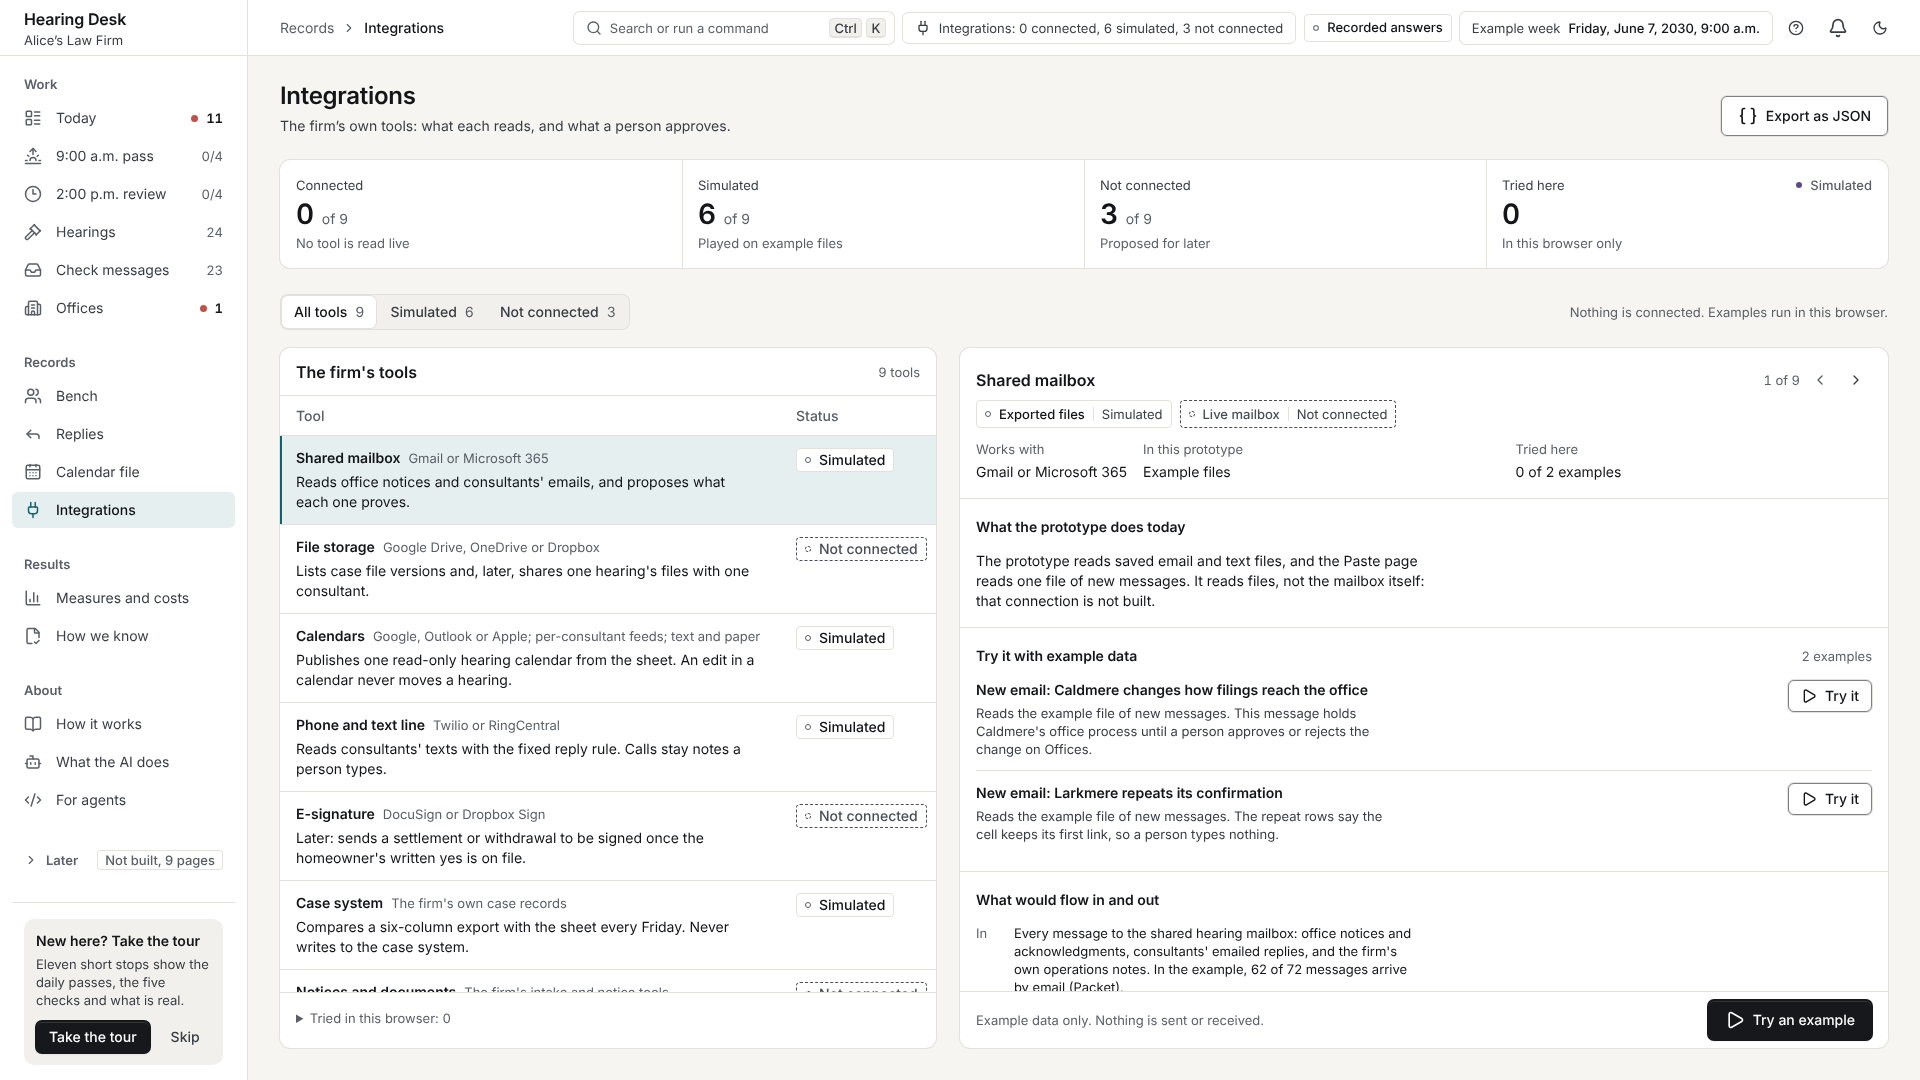 Hearing Desk
Alice's Law Firm
Work
Today 11
9:00 a.m. pass 0/4
2:00 p.m. review 0/4
Hearings 24
Check messages 23
Offices 1
Records
Bench
Replies
Calendar file
Integrations
Results
Measures and costs
How we know
About
How it works
What the AI does
For agents
Later Not built, 9 pages
New here? Take the tour
Eleven short stops show the
daily passes, the five
checks and what is real.
Take the tour Skip
Records > Integrations
Search or run a command Ctrl K
Integrations: 0 connected, 6 simulated, 3 not connected
Recorded answers
Example week Friday, June 7, 2030, 9:00 a.m.
Integrations
The firm's own tools: what each reads, and what a person approves.
{ } Export as JSON
Connected
0 of 9
No tool is read live
Simulated
6 of 9
Played on example files
Not connected
3 of 9
Proposed for later
Tried here Simulated
0
In this browser only
All tools 9 Simulated 6 Not connected 3
Nothing is connected. Examples run in this browser.
The firm's tools 9 tools
Tool Status
Shared mailbox Gmail or Microsoft 365 Simulated
Reads office notices and consultants' emails, and proposes what
each one proves.
File storage Google Drive, OneDrive or Dropbox Not connected
Lists case file versions and, later, shares one hearing's files with one
consultant.
Calendars Google, Outlook or Apple; per-consultant feeds; text and paper Simulated
Publishes one read-only hearing calendar from the sheet. An edit in a
calendar never moves a hearing.
Phone and text line Twilio or RingCentral Simulated
Reads consultants' texts with the fixed reply rule. Calls stay notes a
person types.
E-signature DocuSign or Dropbox Sign Not connected
Later: sends a settlement or withdrawal to be signed once the
homeowner's written yes is on file.
Case system The firm's own case records Simulated
Compares a six-column export with the sheet every Friday. Never
writes to the case system.
Notices and documents The firm's intake and notice tools Not connected
Tried in this browser: 0
Shared mailbox 1 of 9
Exported files Simulated Live mailbox Not connected
Works with In this prototype Tried here
Gmail or Microsoft 365 Example files 0 of 2 examples
What the prototype does today
The prototype reads saved email and text files, and the Paste page
reads one file of new messages. It reads files, not the mailbox itself:
that connection is not built.
Try it with example data 2 examples
New email: Caldmere changes how filings reach the office Try it
Reads the example file of new messages. This message holds
Caldmere's office process until a person approves or rejects the
change on Offices.
New email: Larkmere repeats its confirmation Try it
Reads the example file of new messages. The repeat rows say the
cell keeps its first link, so a person types nothing.
What would flow in and out
In Every message to the shared hearing mailbox: office notices and
acknowledgments, consultants' emailed replies, and the firm's
own operations notes. In the example, 62 of 72 messages arrive
by email (Packet).
Example data only. Nothing is sent or received. Try an example